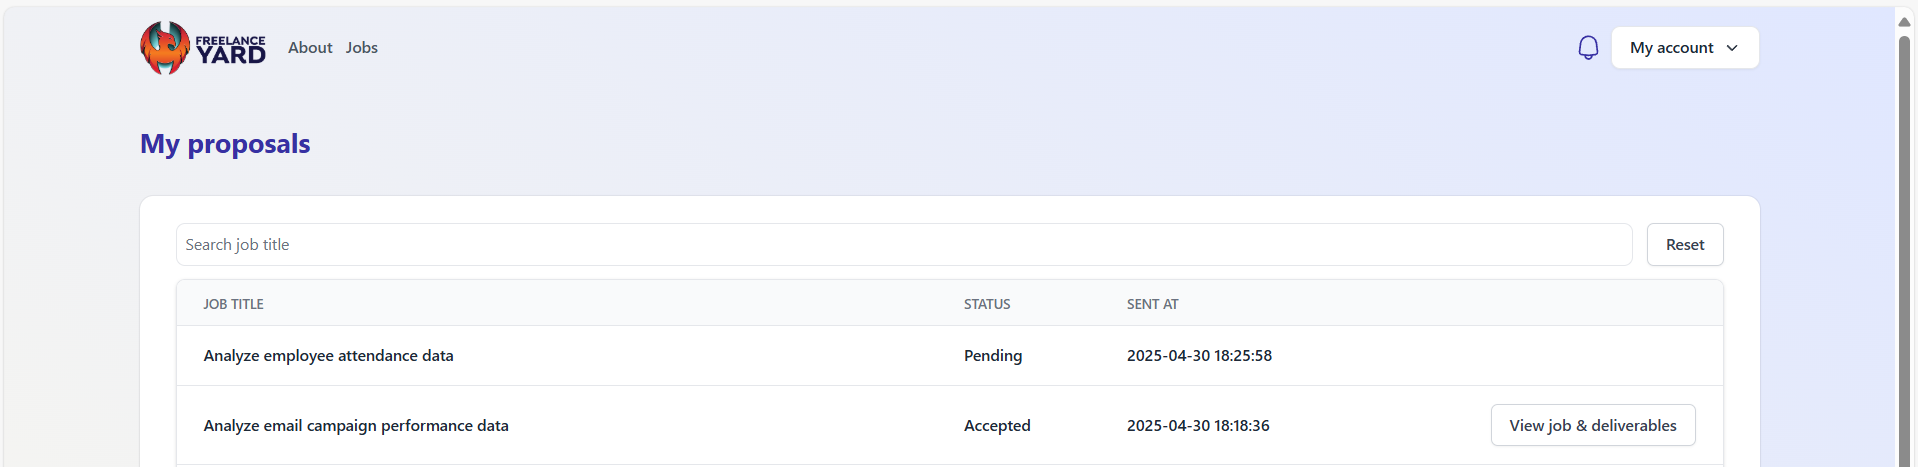 FREELANCE
YARD
About Jobs
My account
My proposals
Search job title
Reset
JOB TITLE STATUS SENT AT
Analyze employee attendance data Pending 2025-04-30 18:25:58
Analyze email campaign performance data Accepted 2025-04-30 18:18:36 View job & deliverables